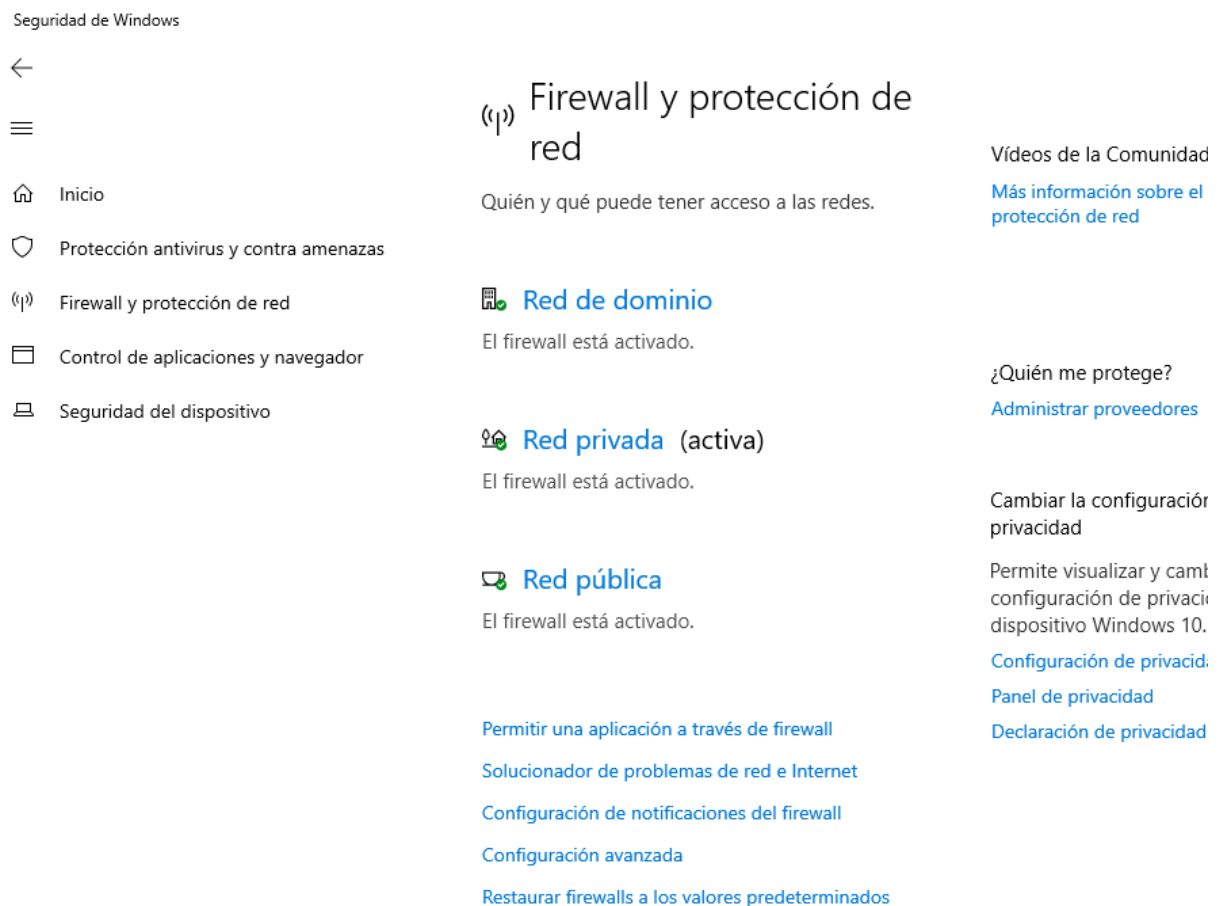 Seguridad de Windows
Inicio
Protección antivirus y contra amenazas
Firewall y protección de red
Control de aplicaciones y navegador
Seguridad del dispositivo
Firewall y protección de
red
Quién y qué puede tener acceso a las redes.
Red de dominio
El firewall está activado.
Red privada (activa)
El firewall está activado.
Red pública
El firewall está activado.
Permitir una aplicación a través de firewall
Solucionador de problemas de red e Internet
Configuración de notificaciones del firewall
Configuración avanzada
Restaurar firewalls a los valores predeterminados
Vídeos de la Comunidad
Más información sobre el
protección de red
¿Quién me protege?
Administrar proveedores
Cambiar la configuración
privacidad
Permite visualizar y
configuración de
dispositivo Windows 10.
Configuración de
Panel de privacidad
Declaración de privacidad